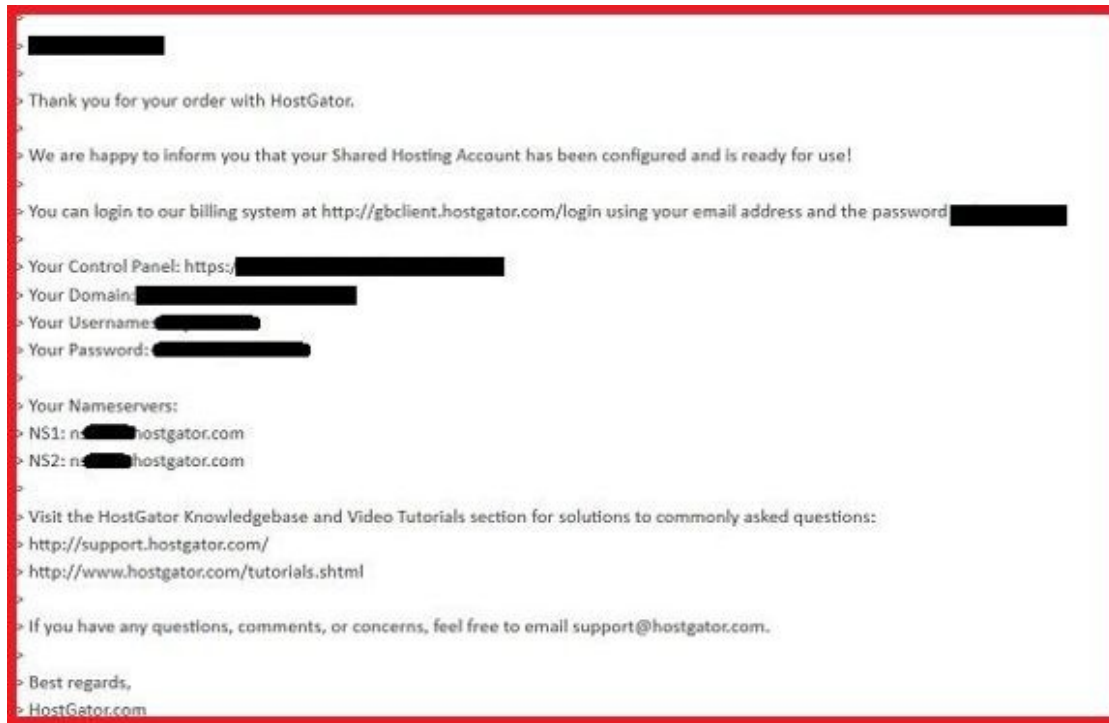 >
>
>
> Thank you for your order with HostGator.
>
> We are happy to inform you that your Shared Hosting Account has been configured and is ready for use!
>
> You can login to our billing system at http://gbclient.hostgator.com/login using your email address and the password
>
> Your Control Panel: https:/
> Your Domain:
> Your Username:
> Your Password:
>
> Your Nameservers:
> NS1: ns hostgator.com
> NS2: ns hostgator.com
>
> Visit the HostGator Knowledgebase and Video Tutorials section for solutions to commonly asked questions:
> http://support.hostgator.com/
> http://www.hostgator.com/tutorials.shtml
>
> If you have any questions, comments, or concerns, feel free to email support@hostgator.com.
>
> Best regards,
> HostGator.com